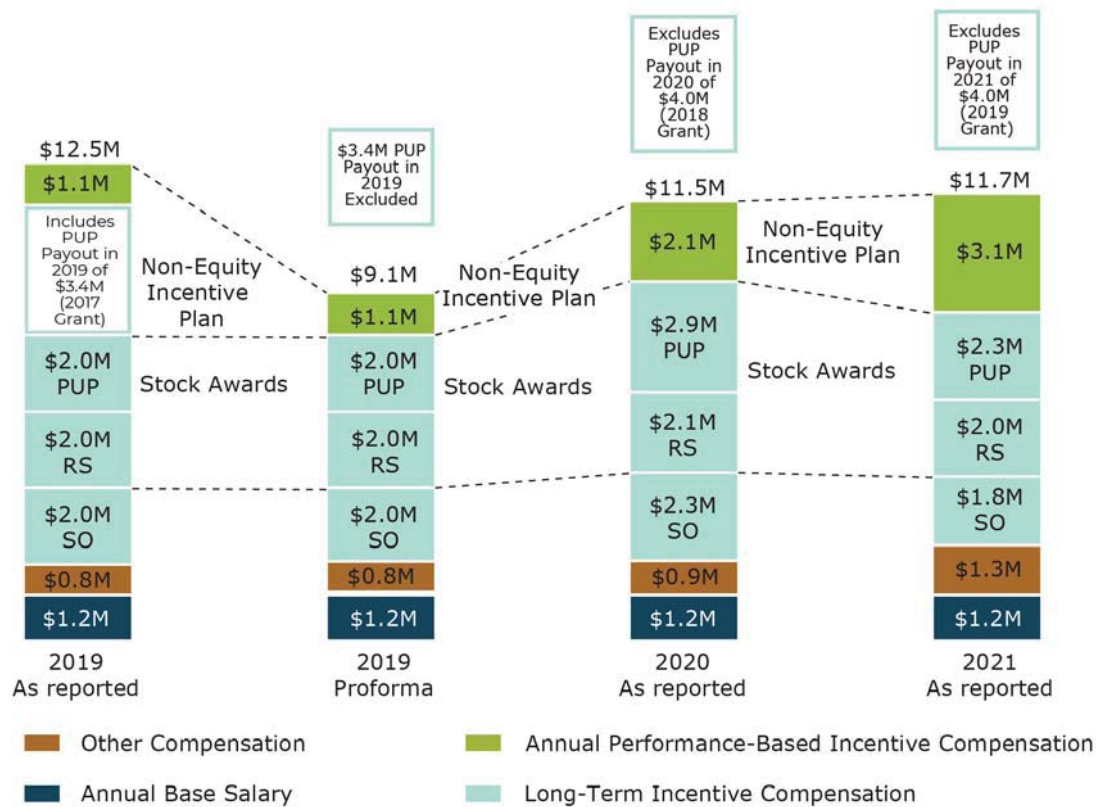 $12.5M
$1.1M
Includes
PUP
Payout in
2019 of
$3.4M
(2017
Grant)
$2.0M
PUP
$2.0M
RS
$2.0M
SO
$0.8M
$1.2M
2019
As reported
Non-Equity
Incentive
Plan
Stock Awards
$3.4M PUP
Payout in
2019
Excluded
$9.1M
$1.1M
$2.0M
PUP
$2.0M
RS
$2.0M
SO
$0.8M
$1.2M
2019
Proforma
Non-Equity
Incentive Plan
Stock Awards
Excludes
PUP
Payout in
2020 of
$4.0M
(2018
Grant)
$11.5M
$2.1M
$2.9M
PUP
$2.1M
RS
$2.3M
SO
$0.9M
$1.2M
2020
As reported
Non-Equity
Incentive Plan
Stock Awards
Excludes
PUP
Payout in
2021 of
$4.0M
(2019
Grant)
$11.7M
$3.1M
$2.3M
PUP
$2.0M
RS
$1.8M
SO
$1.3M
$1.2M
2021
As reported
Other Compensation
Annual Performance-Based Incentive Compensation
Annual Base Salary
Long-Term Incentive Compensation